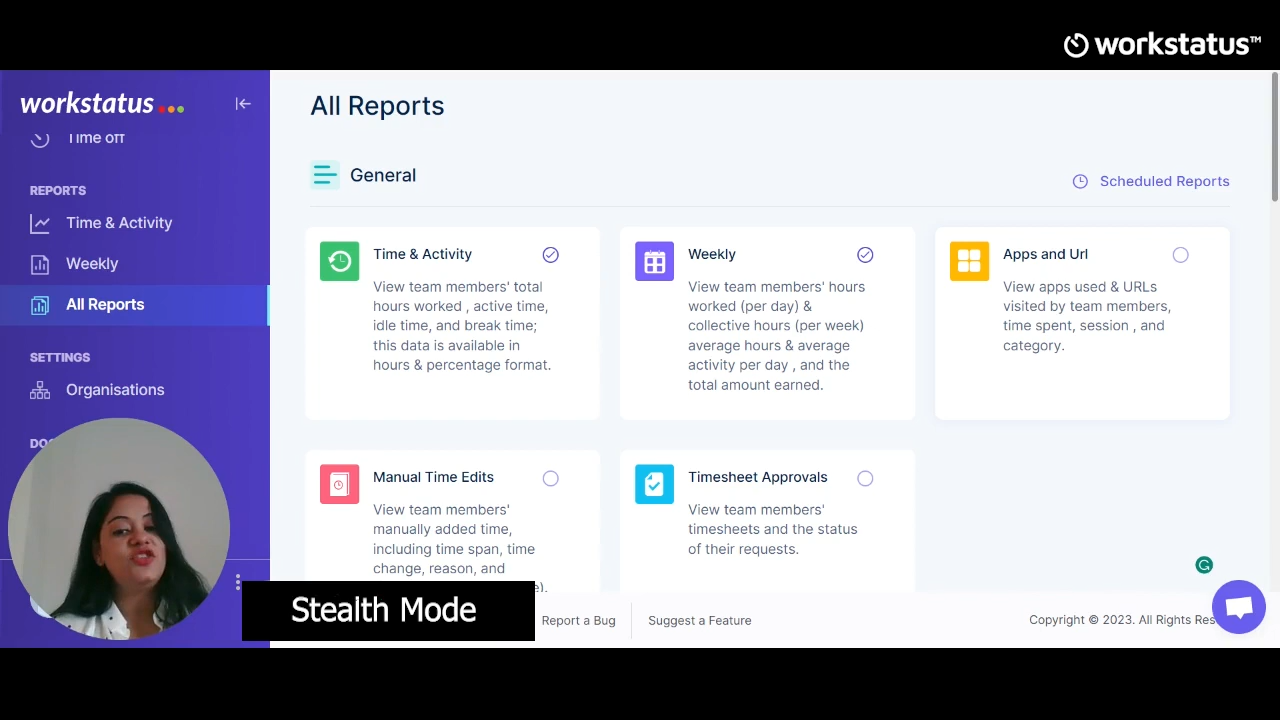 workstatus™
workstatus
Time off
REPORTS
Time & Activity
Weekly
All Reports
SETTINGS
Organisations
All Reports
General
Scheduled Reports
Time & Activity
View team members' total
hours worked , active time,
idle time, and break time;
this data is available in
hours & percentage format.
Weekly
View team members' hours
worked (per day) &
collective hours (per week)
average hours & average
activity per day , and the
total amount earned.
Apps and Url
View apps used & URLs
visited by team members,
time spent, session , and
category.
Manual Time Edits
View team members'
manually added time,
including time span, time
change, reason, and
Timesheet Approvals
View team members'
timesheets and the status
of their requests.
Stealth Mode
Report a Bug
Suggest a Feature
Copyright © 2023. All Rights Res